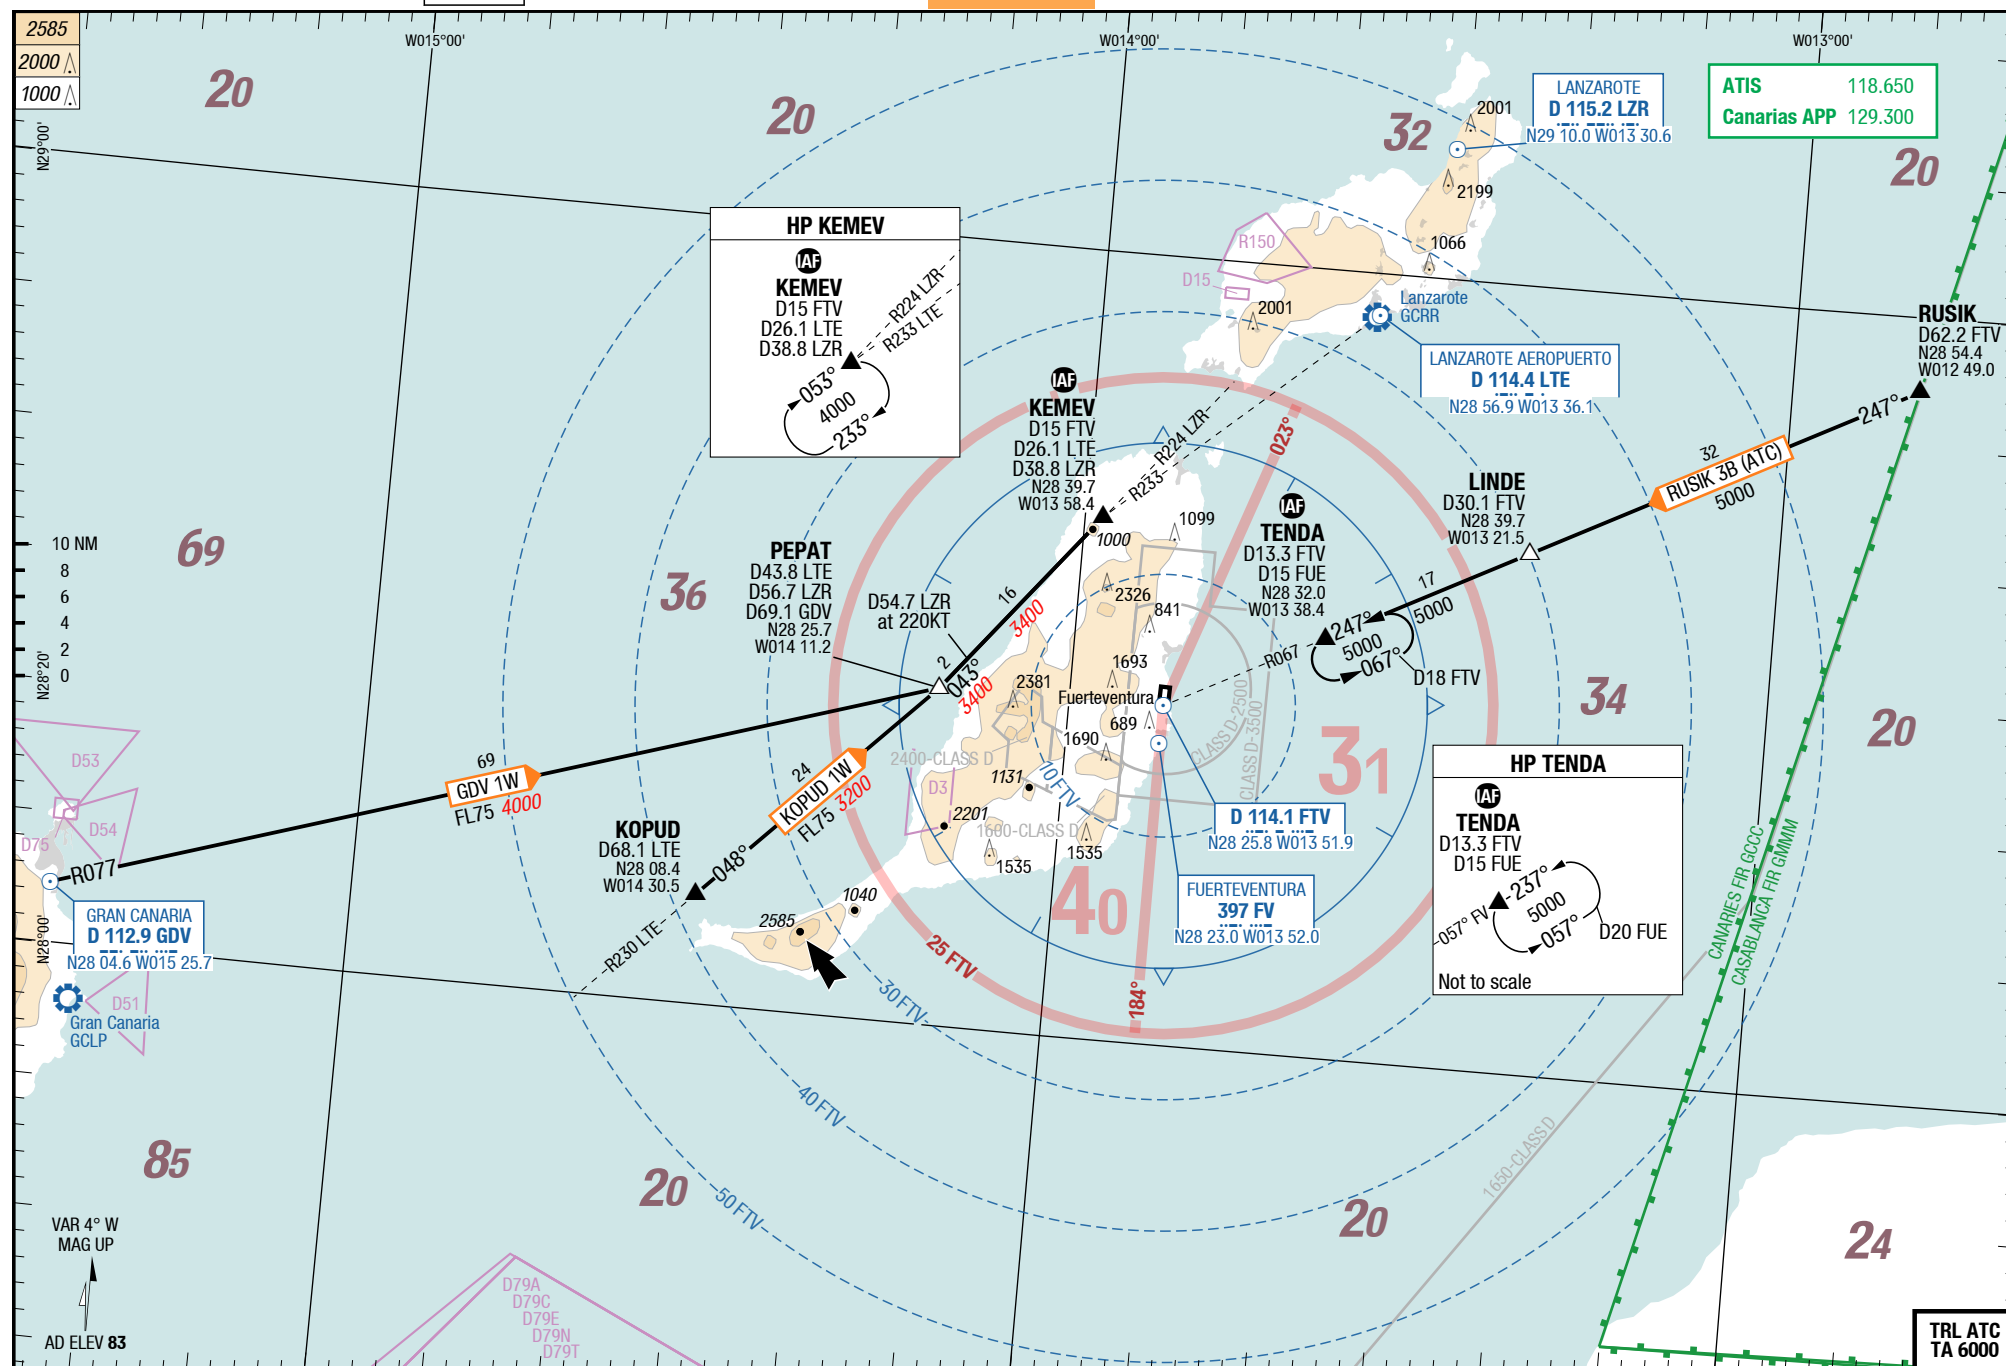 2585
2000
1000
W015°00'
W014°00'
W013°00'
N29°00'
N28°20'
N28°00'
20
20
32
20
69
36
34
20
85
20
20
24
31
40
ATIS 118.650
Canarias APP 129.300
LANZAROTE
D 115.2 LZR
N29 10.0 W013 30.6
2001
2199
1066
2001
R150
D15
Lanzarote
GCRR
LANZAROTE AEROPUERTO
D 114.4 LTE
N28 56.9 W013 36.1
HP KEMEV
IAF
KEMEV
D15 FTV
D26.1 LTE
D38.8 LZR
R224 LZR
R233 LTE
053°
4000
233°
IAF
KEMEV
D15 FTV
D26.1 LTE
D38.8 LZR
N28 39.7
W013 58.4
R224 LZR
R233
023°
RUSIK
D62.2 FTV
N28 54.4
W012 49.0
247°
32
RUSIK 3B (ATC)
5000
LINDE
D30.1 FTV
N28 39.7
W013 21.5
17
5000
IAF
TENDA
D13.3 FTV
D15 FUE
N28 32.0
W013 38.4
247°
5000
067°
D18 FTV
R067
10 NM
8
6
4
2
0
PEPAT
D43.8 LTE
D56.7 LZR
D69.1 GDV
N28 25.7
W014 11.2
D54.7 LZR
at 220KT
16
3400
2
043°
3400
1000
1099
2326
841
1693
2381
Fuerteventura
689
1690
1131
2201
1535
1535
1040
2585
2400-CLASS D
1600-CLASS D
CLASS D-2500
CLASS D-3500
1650-CLASS D
D3
10 FTV
25 FTV
30 FTV
40 FTV
50 FTV
184°
D53
D54
D75
R077
69
GDV 1W
FL75 4000
24
KOPUD 1W
FL75 3200
KOPUD
D68.1 LTE
N28 08.4
W014 30.5
048°
R230 LTE
GRAN CANARIA
D 112.9 GDV
N28 04.6 W015 25.7
D51
Gran Canaria
GCLP
D 114.1 FTV
N28 25.8 W013 51.9
FUERTEVENTURA
397 FV
N28 23.0 W013 52.0
HP TENDA
IAF
TENDA
D13.3 FTV
D15 FUE
237°
5000
057°
057° FV
D20 FUE
Not to scale
CANARIES FIR GCCC
CASABLANCA FIR GMMM
VAR 4° W
MAG UP
AD ELEV 83
D79A
D79C
D79E
D79N
D79T
TRL ATC
TA 6000